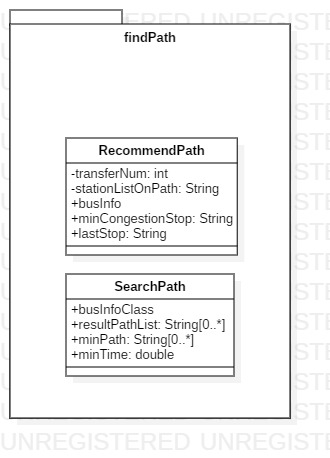 UNREGISTERED UNREGISTERED
findPath
RecommendPath
-transferNum: int
-stationListOnPath: String
+busInfo
+minCongestionStop: String
+lastStop: String
SearchPath
+busInfoClass
+resultPathList: String[0..*]
+minPath: String[0..*]
+minTime: double
UNREGISTERED UNREGISTERED